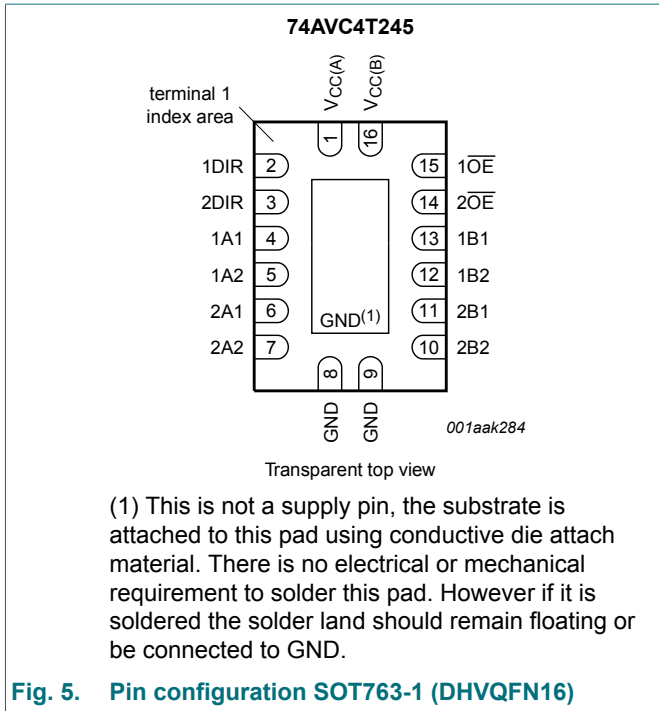 74AVC4T245
terminal 1
index area
VCC(A)
VCC(B)
1
16
1DIR 2
15 1O̅E̅
2DIR 3
14 2O̅E̅
1A1 4
13 1B1
1A2 5
12 1B2
2A1 6
11 2B1
2A2 7
10 2B2
GND(1)
8
9
GND
GND
001aak284
Transparent top view
(1) This is not a supply pin, the substrate is
attached to this pad using conductive die attach
material. There is no electrical or mechanical
requirement to solder this pad. However if it is
soldered the solder land should remain floating or
be connected to GND.
Fig. 5. Pin configuration SOT763-1 (DHVQFN16)